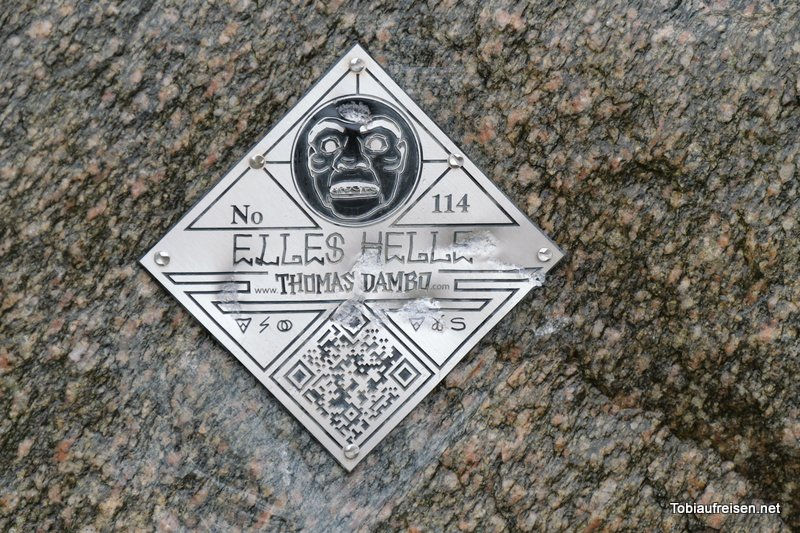 No 114
ELLES HELLE
www. THOMAS DAMBO .com
Tobiaufreisen.net